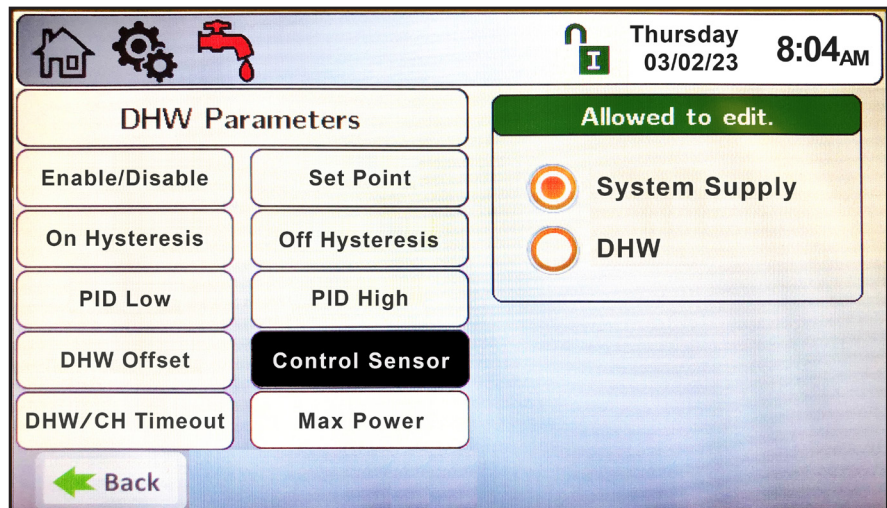 I
Thursday
03/02/23
8:04AM
DHW Parameters
Enable/Disable
Set Point
On Hysteresis
Off Hysteresis
PID Low
PID High
DHW Offset
Control Sensor
DHW/CH Timeout
Max Power
Back
Allowed to edit.
System Supply
DHW